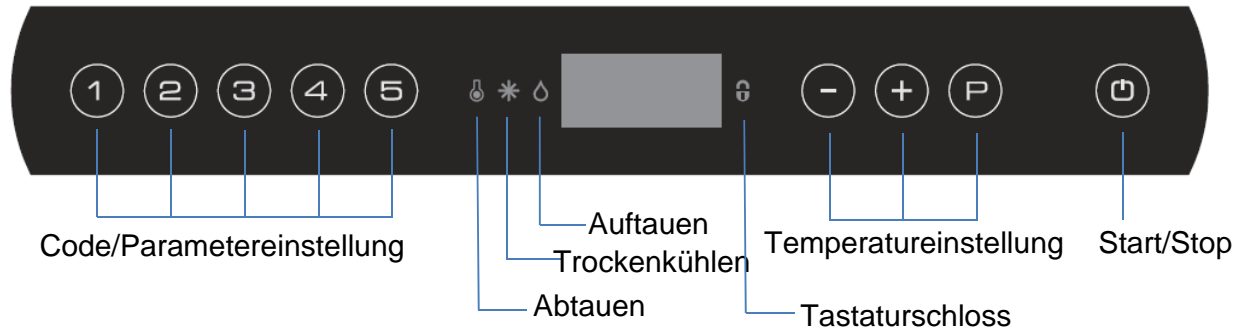 1 2 3 4 5 - + P
Auftauen
Code/Parametereinstellung
Temperatureinstellung
Start/Stop
Trockenkühlen
Abtauen
Tastaturschloss